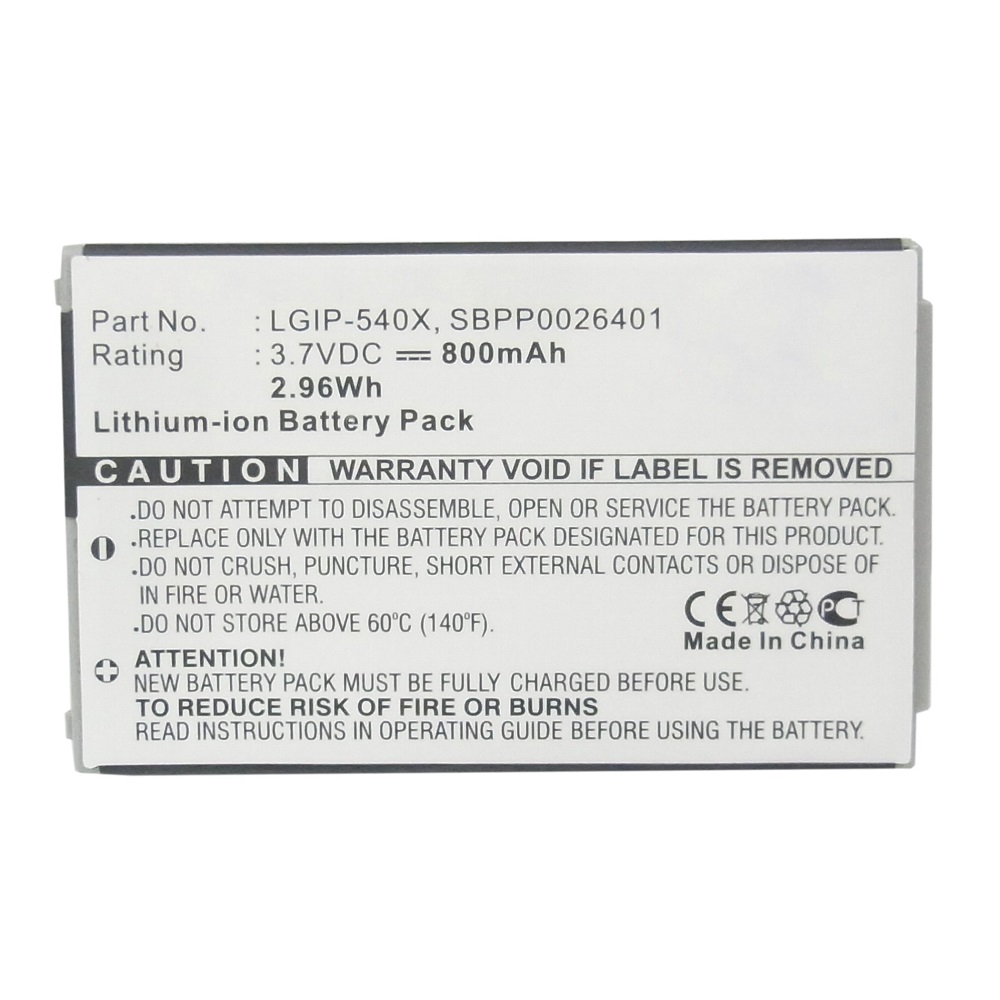 Part No. : LGIP-540X, SBPP0026401
Rating : 3.7VDC ⎓ 800mAh
2.96Wh
Lithium-ion Battery Pack
CAUTION WARRANTY VOID IF LABEL IS REMOVED
.DO NOT ATTEMPT TO DISASSEMBLE, OPEN OR SERVICE THE BATTERY PACK.
.REPLACE ONLY WITH THE BATTERY PACK DESIGNATED FOR THIS PRODUCT.
.DO NOT CRUSH, PUNCTURE, SHORT EXTERNAL CONTACTS OR DISPOSE OF
IN FIRE OR WATER.
.DO NOT STORE ABOVE 60°C (140°F).
CE PCT
Made In China
ATTENTION!
NEW BATTERY PACK MUST BE FULLY CHARGED BEFORE USE.
TO REDUCE RISK OF FIRE OR BURNS
READ INSTRUCTIONS IN OPERATING GUIDE BEFORE USING THE BATTERY.